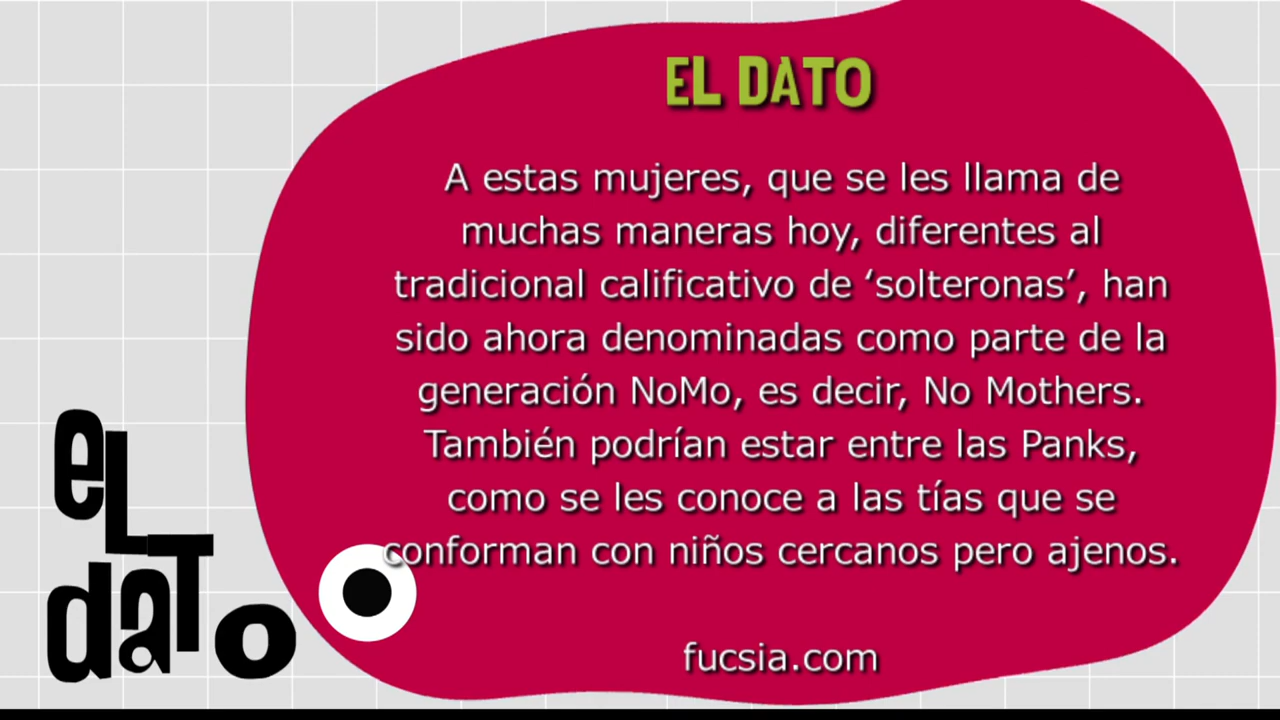 EL DATO
A estas mujeres, que se les llama de
muchas maneras hoy, diferentes al
tradicional calificativo de ‘solteronas’, han
sido ahora denominadas como parte de la
generación NoMo, es decir, No Mothers.
También podrían estar entre las Panks,
como se les conoce a las tías que se
conforman con niños cercanos pero ajenos.
fucsia.com
eL
daTo